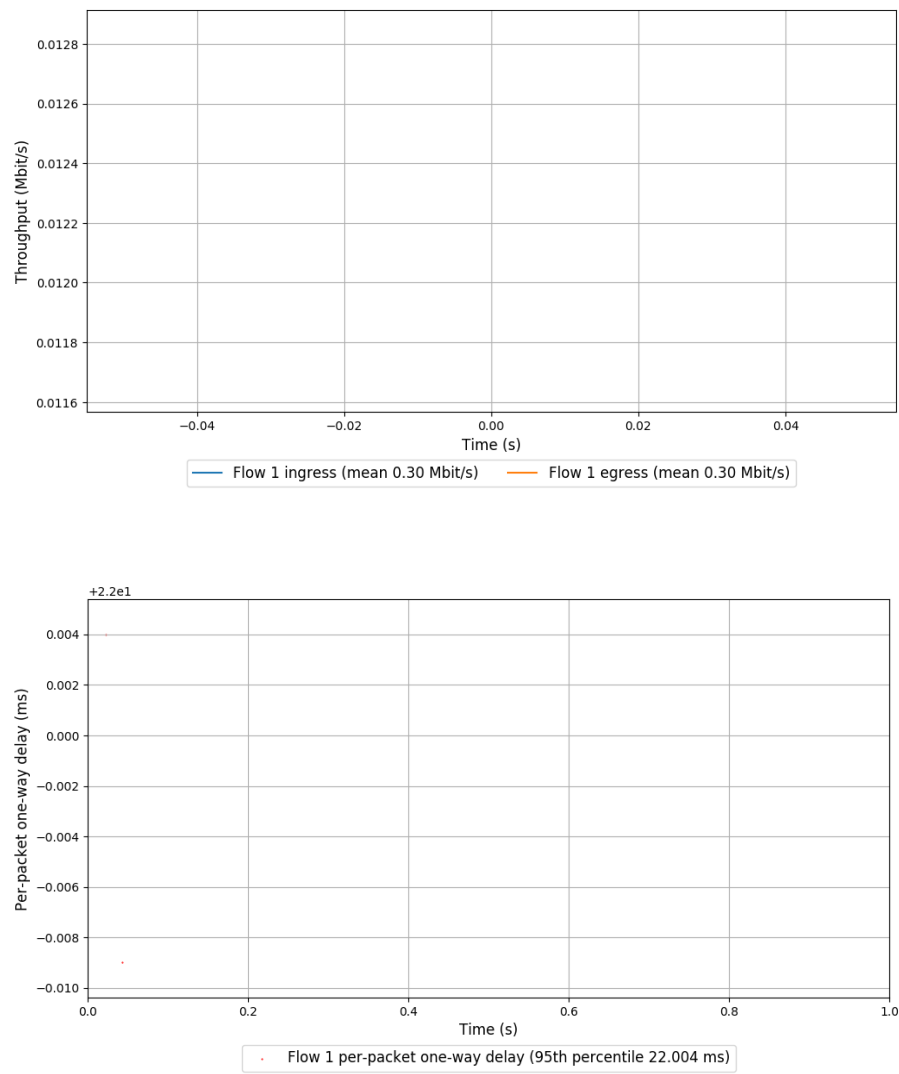 0.0128
0.0126
0.0124
0.0122
0.0120
0.0118
0.0116
Throughput (Mbit/s)
−0.04 −0.02 0.00 0.02 0.04
Time (s)
Flow 1 ingress (mean 0.30 Mbit/s) Flow 1 egress (mean 0.30 Mbit/s)
+2.2e1
0.004
0.002
0.000
−0.002
−0.004
−0.006
−0.008
−0.010
Per-packet one-way delay (ms)
0.0 0.2 0.4 0.6 0.8 1.0
Time (s)
Flow 1 per-packet one-way delay (95th percentile 22.004 ms)